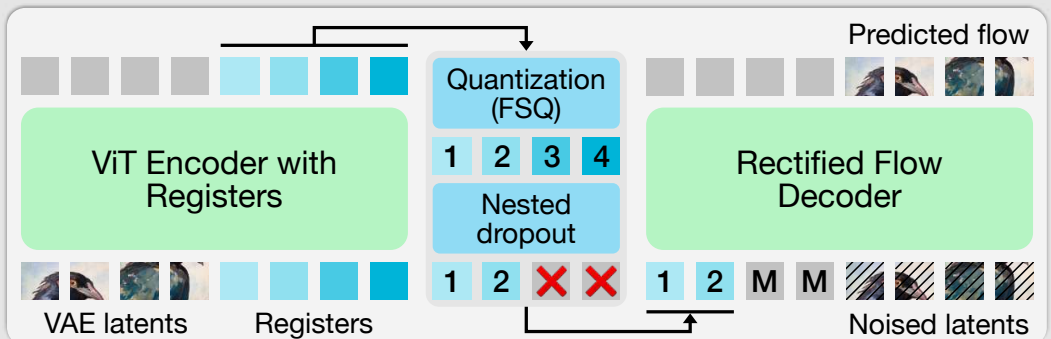 Predicted flow
ViT Encoder with
Registers
Quantization
(FSQ)
1 2 3 4
Nested
dropout
1 2
Rectified Flow
Decoder
1 2 M M
VAE latents
Registers
Noised latents